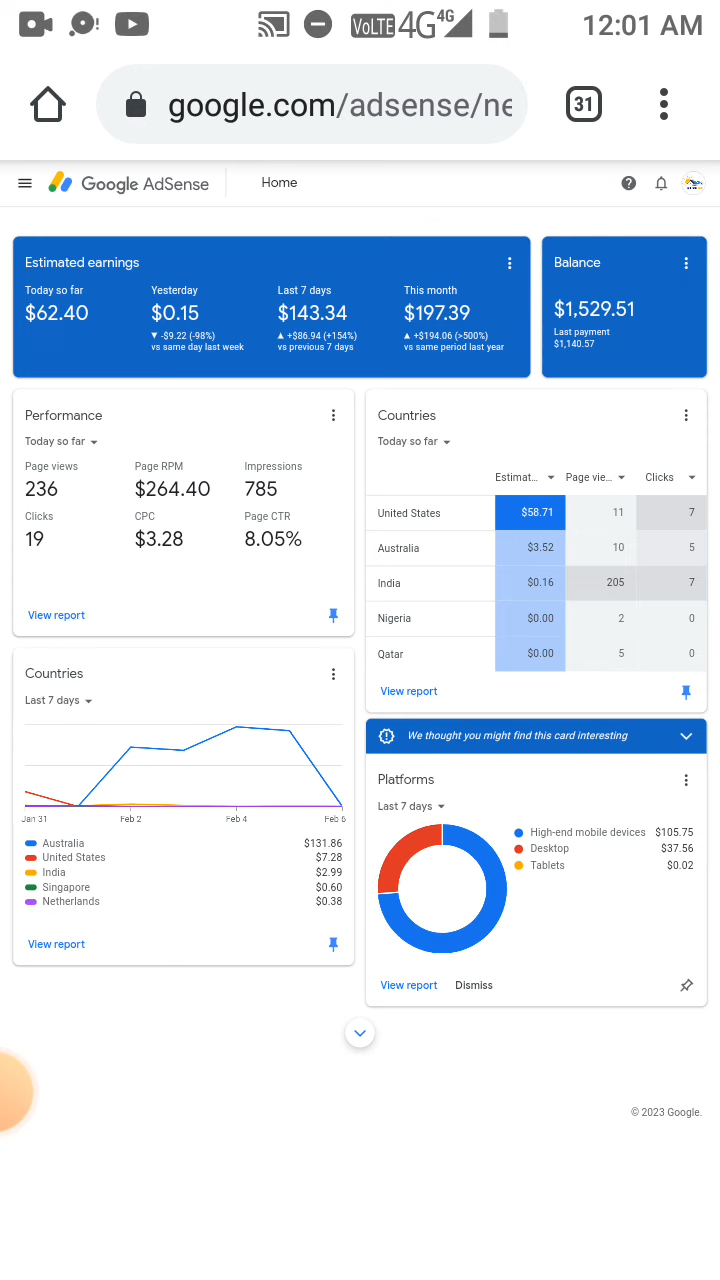 VoLTE 4G 4G 12:01 AM
google.com/adsense/ne
31
Google AdSense
Home
Estimated earnings
Today so far
$62.40
Yesterday
$0.15
▼ -$9.22 (-98%)
vs same day last week
Last 7 days
$143.34
▲ +$86.94 (+154%)
vs previous 7 days
This month
$197.39
▲ +$194.06 (>500%)
vs same period last year
Balance
$1,529.51
Last payment
$1,140.57
Performance
Today so far
Page views
236
Page RPM
$264.40
Impressions
785
Clicks
19
CPC
$3.28
Page CTR
8.05%
View report
Countries
Today so far
Estimat... Page vie... Clicks
United States $58.71 11 7
Australia $3.52 10 5
India $0.16 205 7
Nigeria $0.00 2 0
Qatar $0.00 5 0
View report
Countries
Last 7 days
Jan 31 Feb 2 Feb 4 Feb 6
Australia $131.86
United States $7.28
India $2.99
Singapore $0.60
Netherlands $0.38
View report
We thought you might find this card interesting
Platforms
Last 7 days
High-end mobile devices $105.75
Desktop $37.56
Tablets $0.02
View report Dismiss
© 2023 Google.